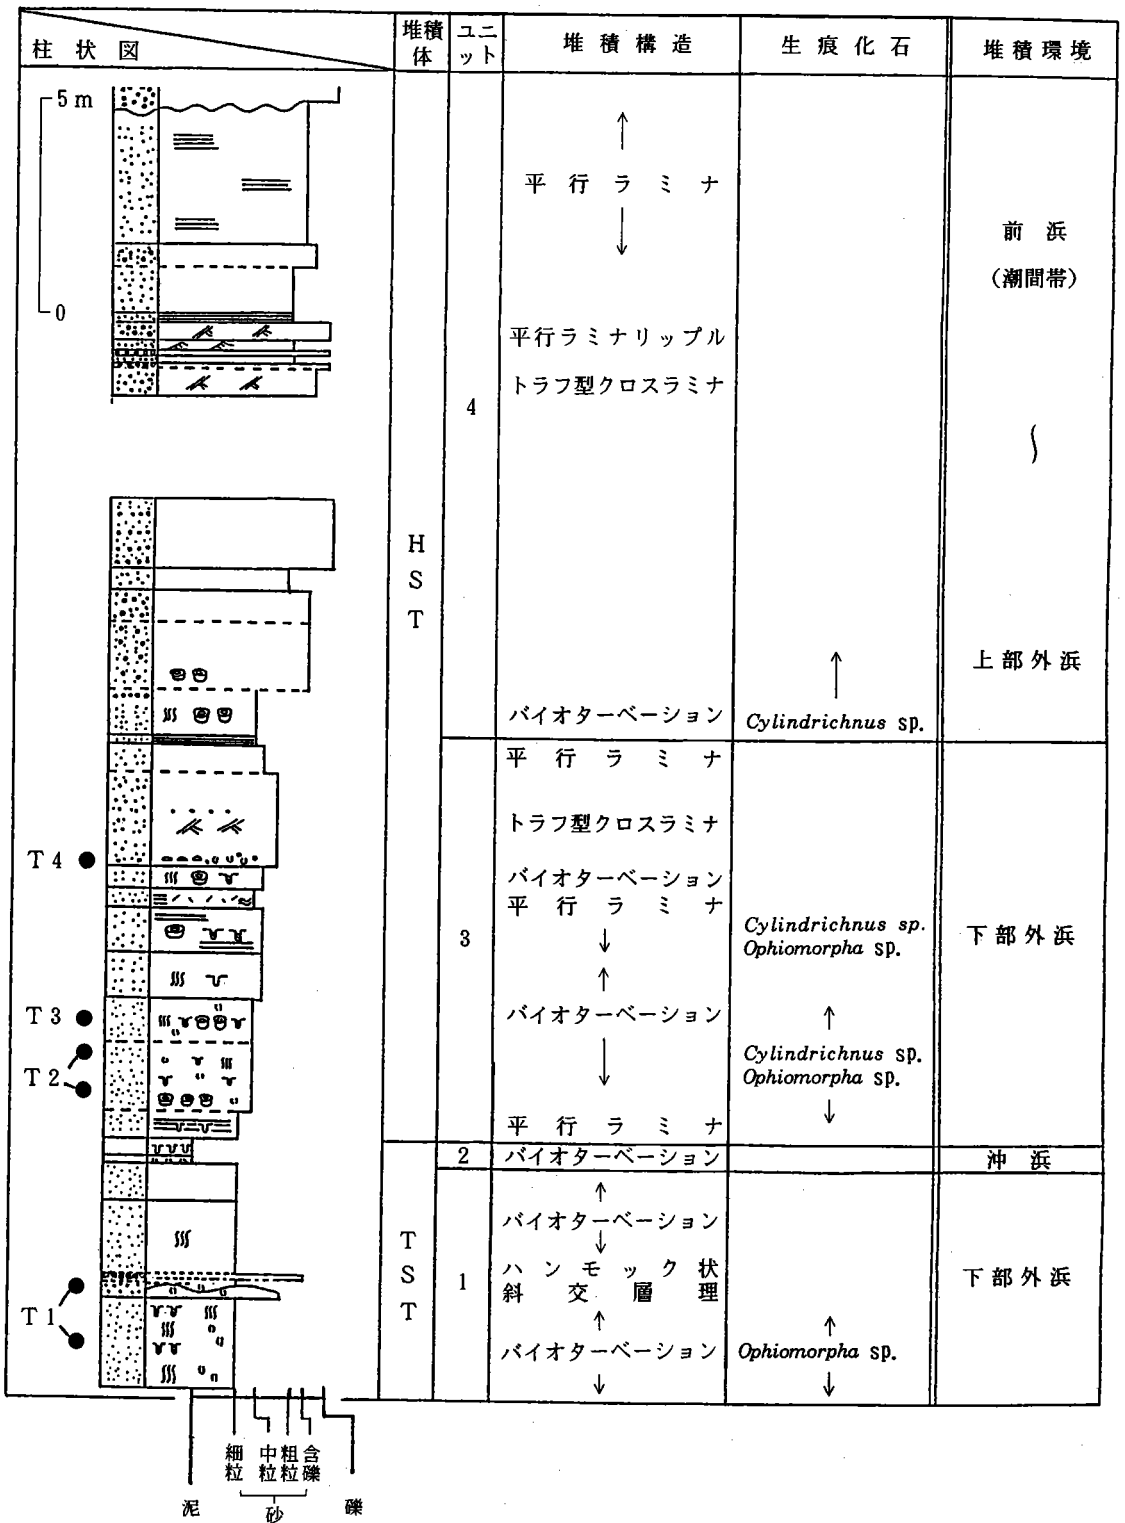 柱状図
堆積体
ユニット
堆積構造
生痕化石
堆積環境
5m
0
HST
TST
4
3
2
1
平行ラミナ
平行ラミナリップル
トラフ型クロスラミナ
バイオターベーション
平行ラミナ
トラフ型クロスラミナ
バイオターベーション
平行ラミナ
バイオターベーション
平行ラミナ
バイオターベーション
バイオターベーション
ハンモック状
斜交層理
バイオターベーション
Cylindrichnus sp.
Cylindrichnus sp.
Ophiomorpha sp.
Cylindrichnus sp.
Ophiomorpha sp.
Ophiomorpha sp.
前浜
(潮間帯)
上部外浜
下部外浜
沖浜
下部外浜
T4
T3
T2
T1
細粒
中粒
粗粒
含礫
泥
砂
礫